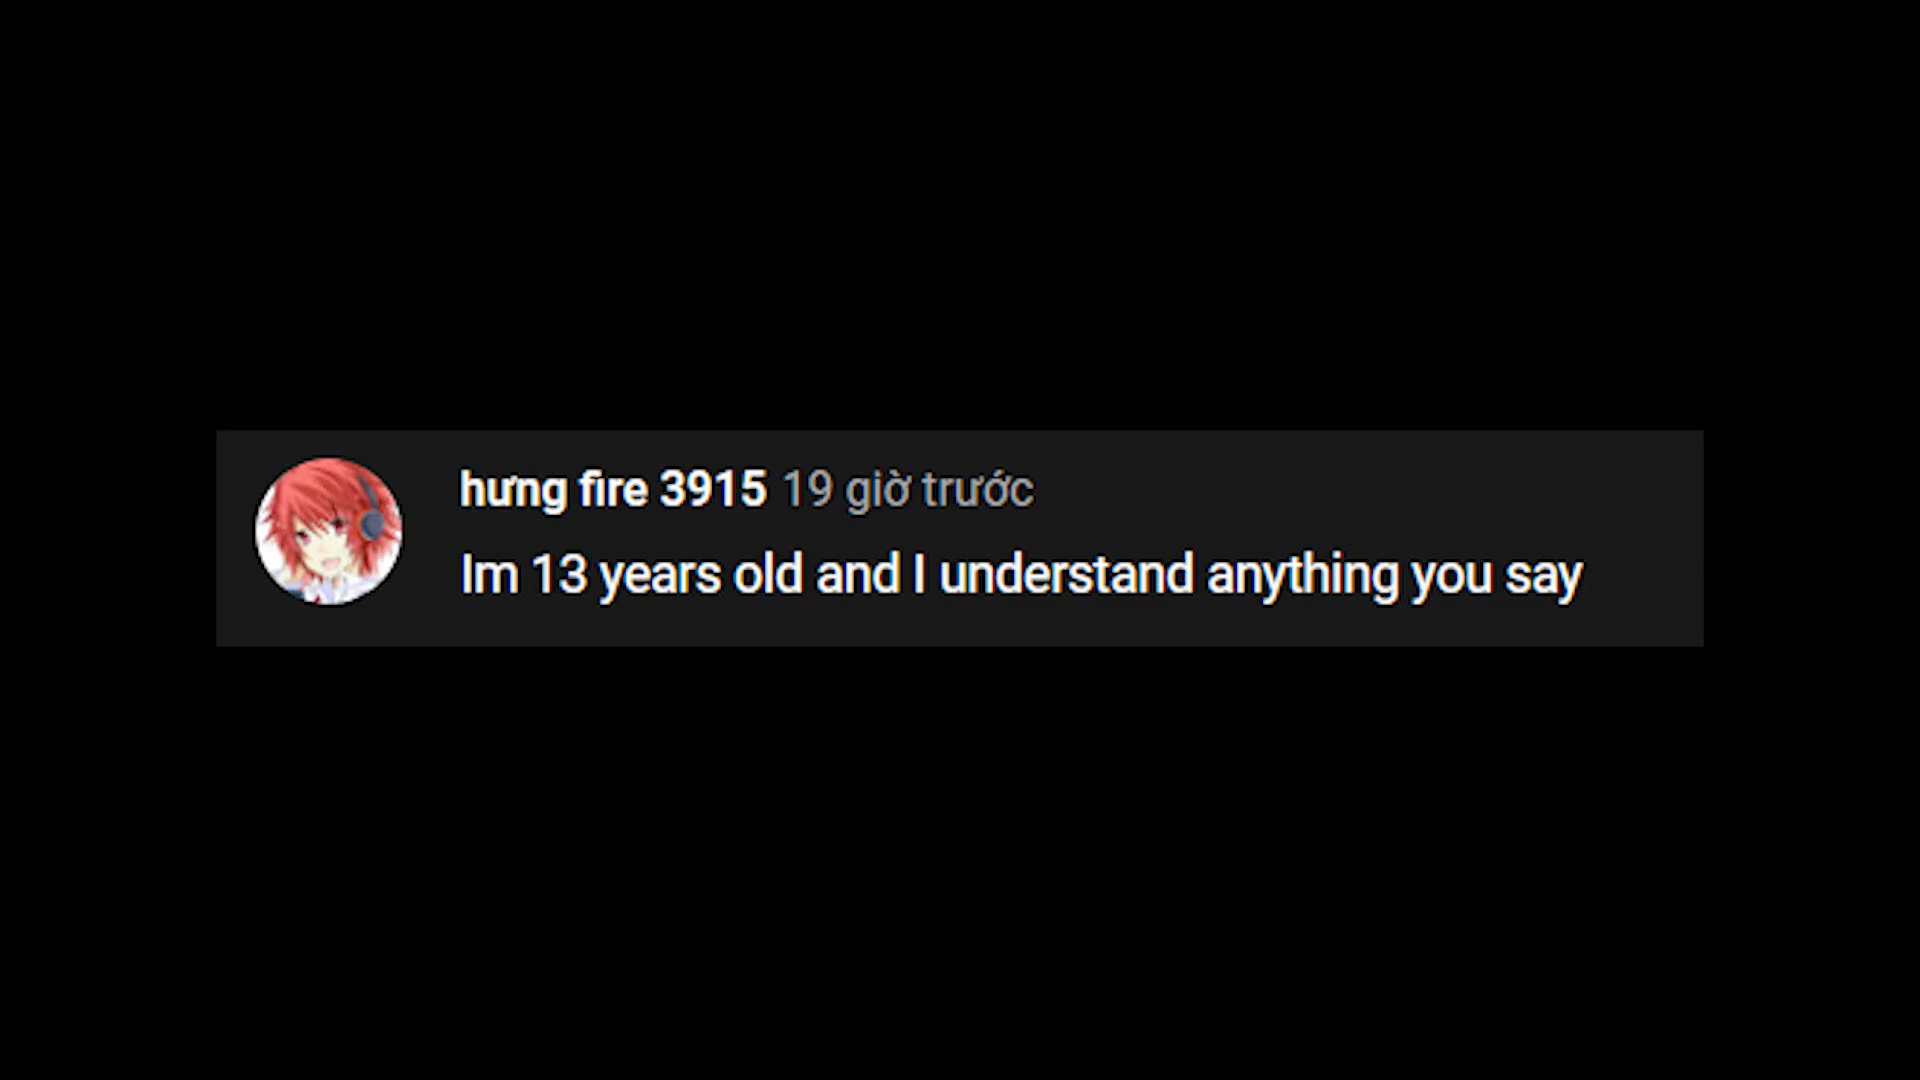 hưng fire 3915 19 giờ trước
Im 13 years old and I understand anything you say